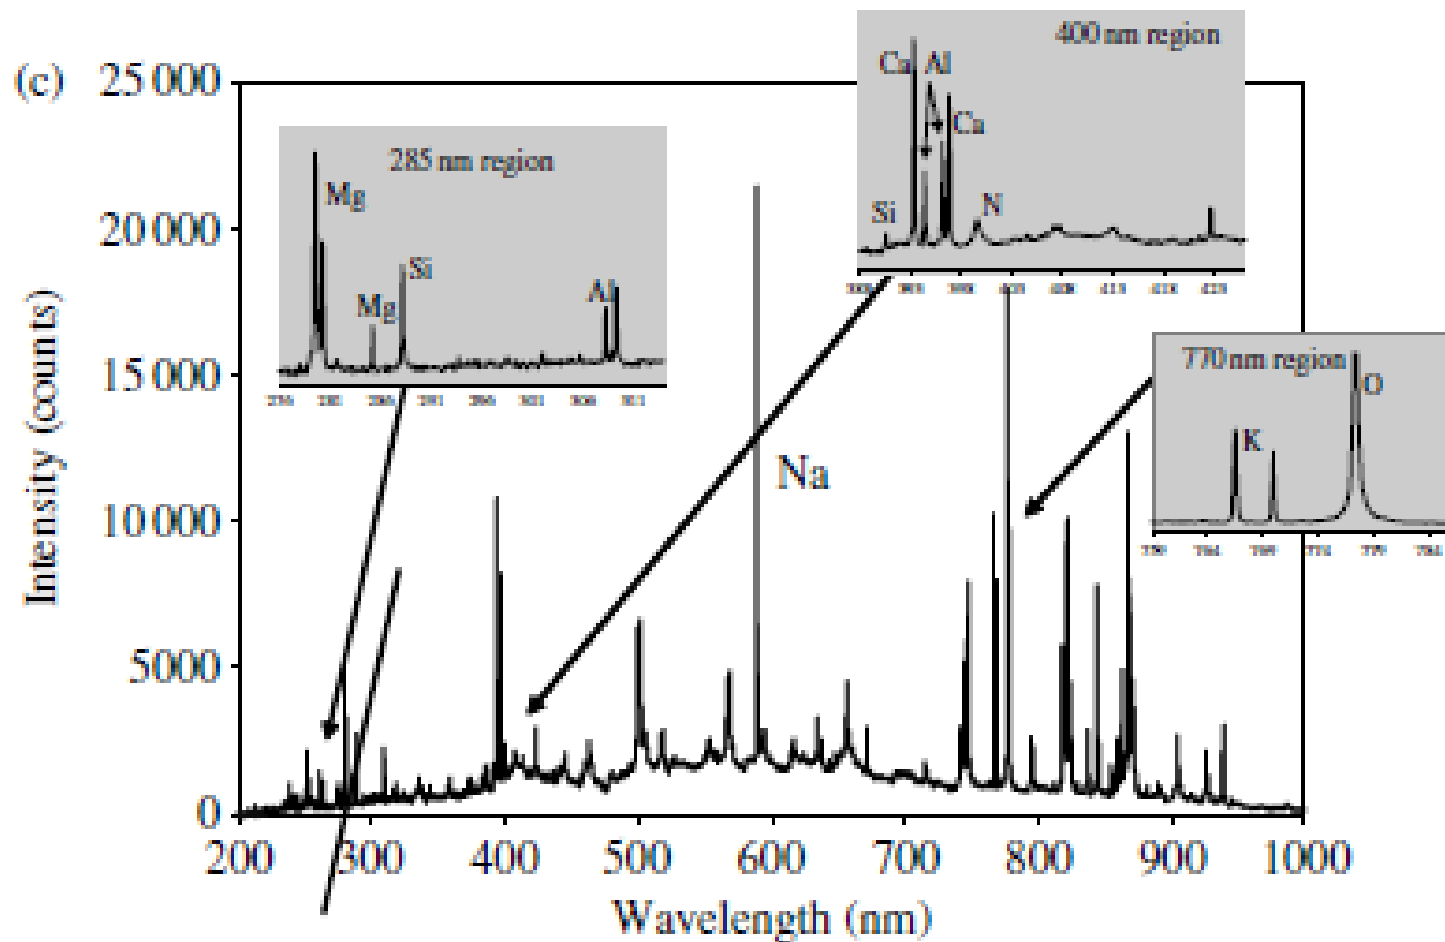 (c)
25 000
20 000
15 000
10 000
5000
0
Intensity (counts)
200 300 400 500 600 700 800 900 1000
Wavelength (nm)
285 nm region
Mg
Mg
Si
Al
400 nm region
Ca Al
Ca
Si
N
Na
770 nm region
K
O